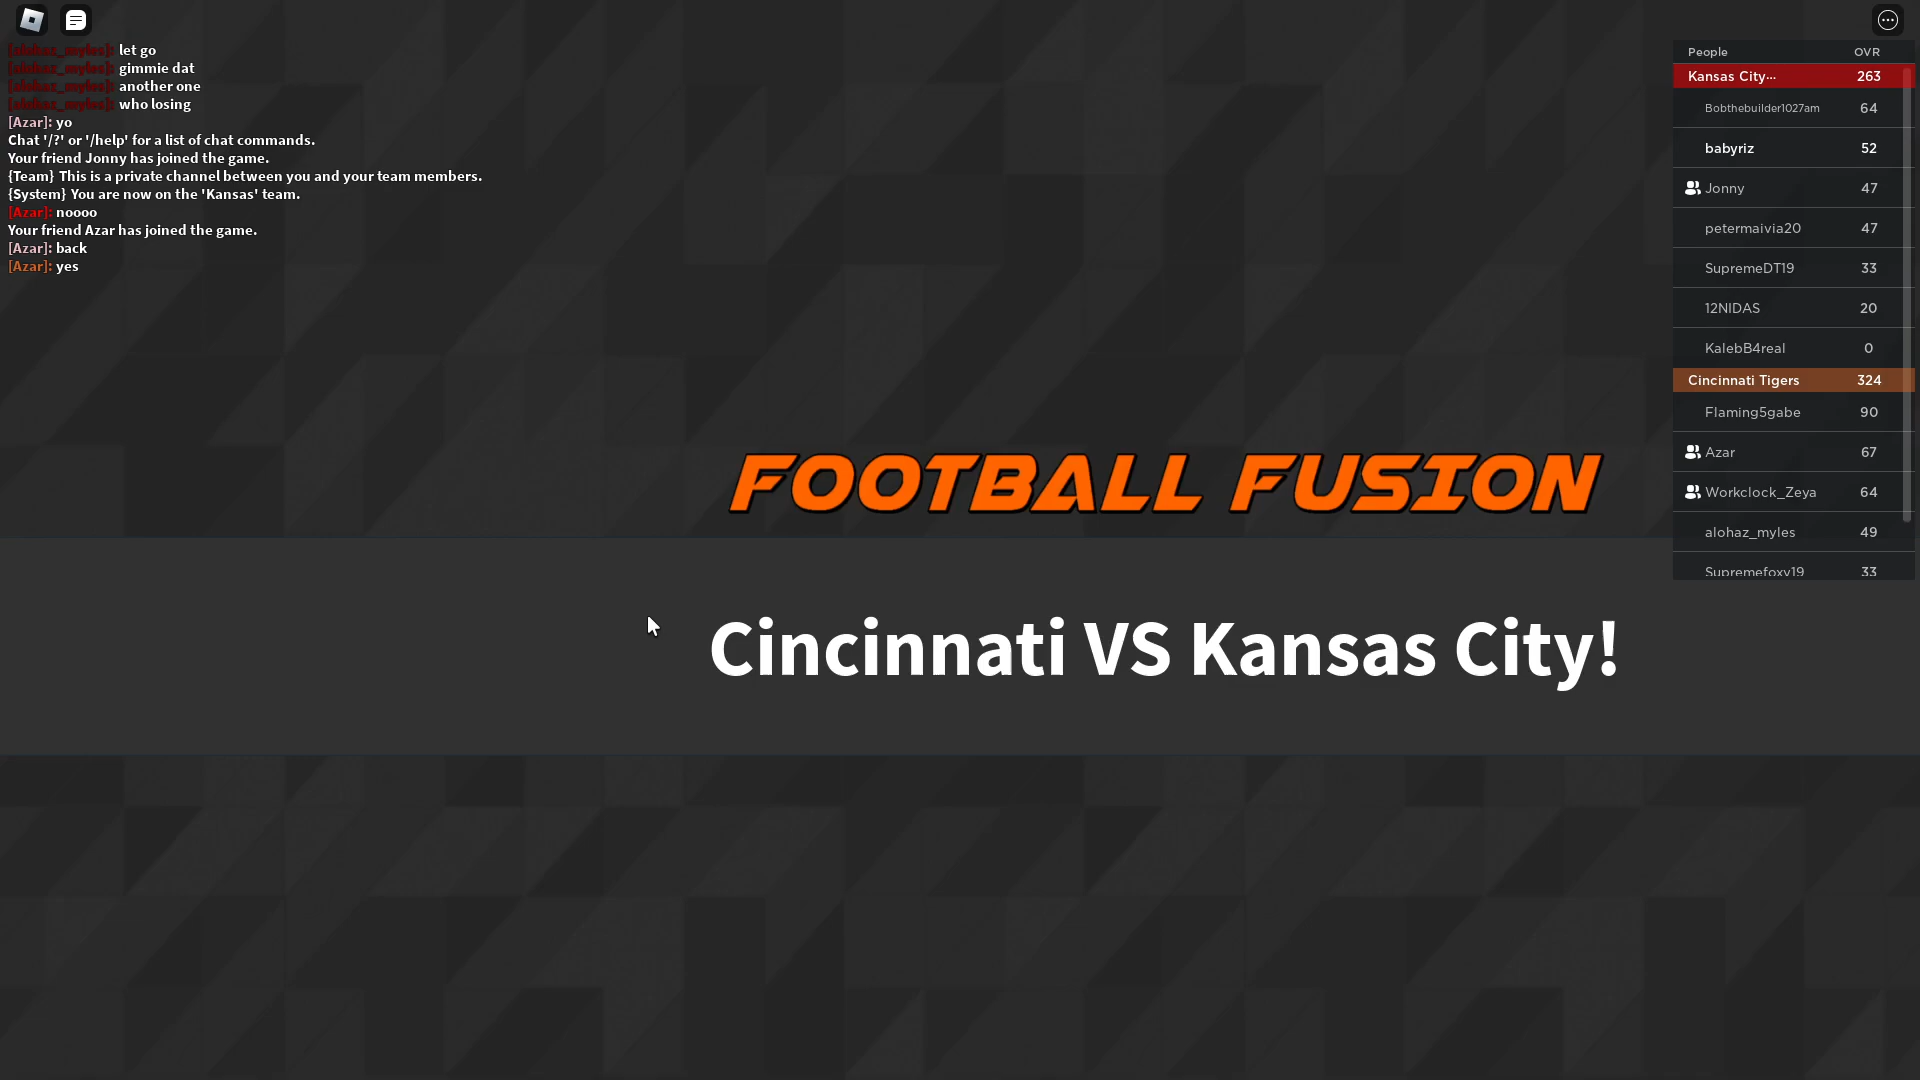 [alohaz_myles]: let go
[alohaz_myles]: gimmie dat
[alohaz_myles]: another one
[alohaz_myles]: who losing
[Azar]: yo
Chat '/?' or '/help' for a list of chat commands.
Your friend Jonny has joined the game.
{Team} This is a private channel between you and your team members.
{System} You are now on the 'Kansas' team.
[Azar]: noooo
Your friend Azar has joined the game.
[Azar]: back
[Azar]: yes
FOOTBALL FUSION
Cincinnati VS Kansas City!
People OVR
Kansas City... 263
Bobthebuilder1027am 64
babyriz 52
Jonny 47
petermaivia20 47
SupremeDT19 33
12NIDAS 20
KalebB4real 0
Cincinnati Tigers 324
Flaming5gabe 90
Azar 67
Workclock_Zeya 64
alohaz_myles 49
Supremefoxy19 33